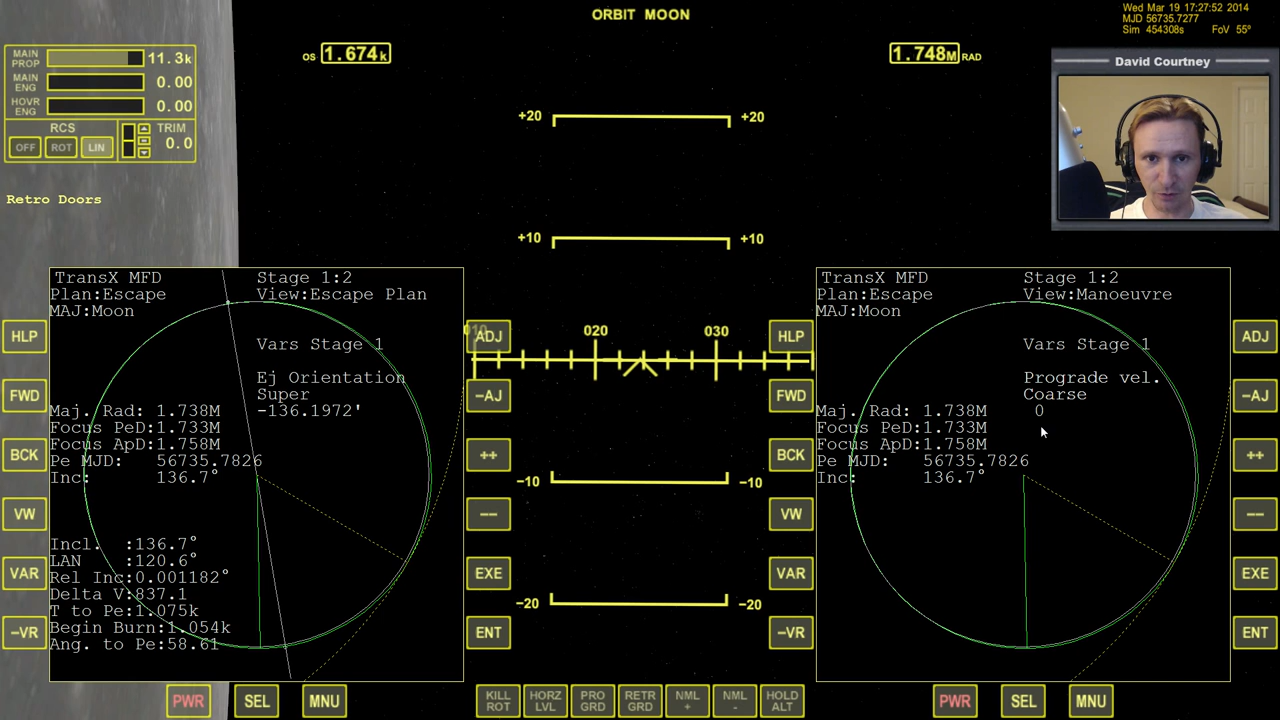 ORBIT MOON
Wed Mar 19 17:27:52 2014
MJD 56735.7277
Sim 454308s FoV 55°
MAIN PROP 11.3k
MAIN ENG 0.00
HOVR ENG 0.00
RCS TRIM
OFF ROT LIN 0.0
OS 1.674k
1.748M RAD
David Courtney
Retro Doors
+20 +20
+10 +10
-10 -10
-20 -20
020 030
TransX MFD Stage 1:2
Plan:Escape View:Escape Plan
MAJ:Moon
Vars Stage 1
Ej Orientation
Super
-136.1972'
Maj. Rad: 1.738M
Focus PeD:1.733M
Focus ApD:1.758M
Pe MJD: 56735.7826
Inc: 136.7°
Incl. :136.7°
LAN :120.6°
Rel Inc:0.001182°
Delta V:837.1
T to Pe:1.075k
Begin Burn:1.054k
Ang. to Pe:58.61
HLP
FWD
BCK
VW
VAR
-VR
ADJ
-AJ
++
--
EXE
ENT
PWR SEL MNU
KILL ROT
HORZ LVL
PRO GRD
RETR GRD
NML +
NML -
HOLD ALT
TransX MFD Stage 1:2
Plan:Escape View:Manoeuvre
MAJ:Moon
Vars Stage 1
Prograde vel.
Coarse
0
Maj. Rad: 1.738M
Focus PeD:1.733M
Focus ApD:1.758M
Pe MJD: 56735.7826
Inc: 136.7°
HLP
FWD
BCK
VW
VAR
-VR
ADJ
-AJ
++
--
EXE
ENT
PWR SEL MNU